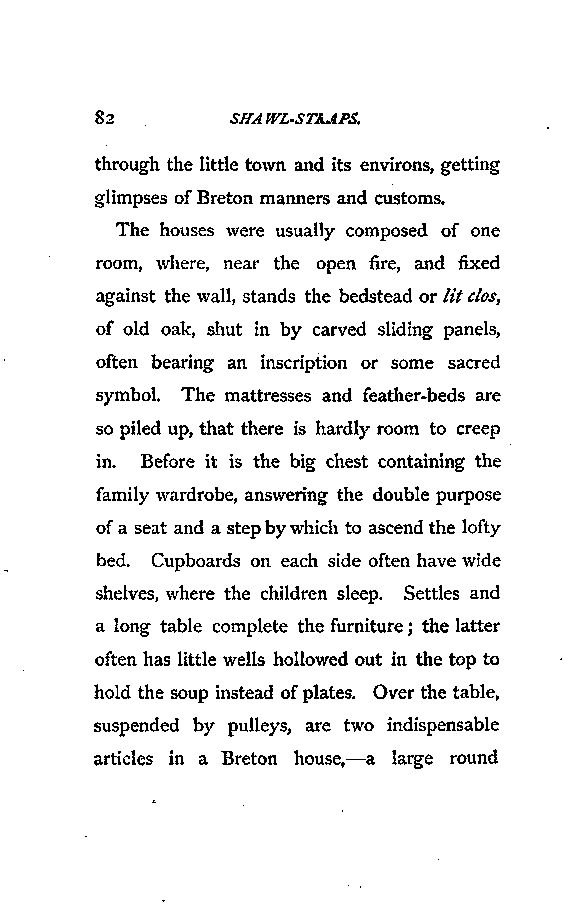 82 SHAWL-STRAPS.
through the little town and its environs, getting
glimpses of Breton manners and customs.
The houses were usually composed of one
room, where, near the open fire, and fixed
against the wall, stands the bedstead or lit clos,
of old oak, shut in by carved sliding panels,
often bearing an inscription or some sacred
symbol. The mattresses and feather-beds are
so piled up, that there is hardly room to creep
in. Before it is the big chest containing the
family wardrobe, answering the double purpose
of a seat and a step by which to ascend the lofty
bed. Cupboards on each side often have wide
shelves, where the children sleep. Settles and
a long table complete the furniture; the latter
often has little wells hollowed out in the top to
hold the soup instead of plates. Over the table,
suspended by pulleys, are two indispensable
articles in a Breton house,—a large round